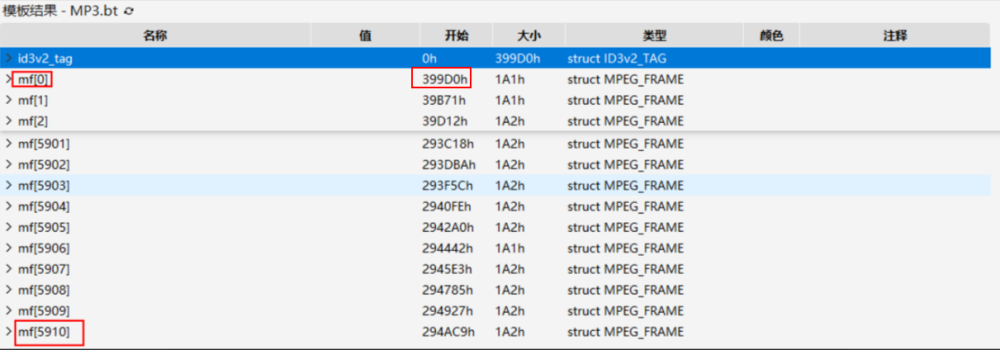 模板结果 - MP3.bt
名称 值 开始 大小 类型 颜色 注释
id3v2_tag 0h 399D0h struct ID3v2_TAG
mf[0] 399D0h 1A1h struct MPEG_FRAME
mf[1] 39B71h 1A1h struct MPEG_FRAME
mf[2] 39D12h 1A2h struct MPEG_FRAME
mf[5901] 293C18h 1A2h struct MPEG_FRAME
mf[5902] 293DBAh 1A2h struct MPEG_FRAME
mf[5903] 293F5Ch 1A2h struct MPEG_FRAME
mf[5904] 2940FEh 1A2h struct MPEG_FRAME
mf[5905] 2942A0h 1A2h struct MPEG_FRAME
mf[5906] 294442h 1A1h struct MPEG_FRAME
mf[5907] 2945E3h 1A2h struct MPEG_FRAME
mf[5908] 294785h 1A2h struct MPEG_FRAME
mf[5909] 294927h 1A2h struct MPEG_FRAME
mf[5910] 294AC9h 1A2h struct MPEG_FRAME